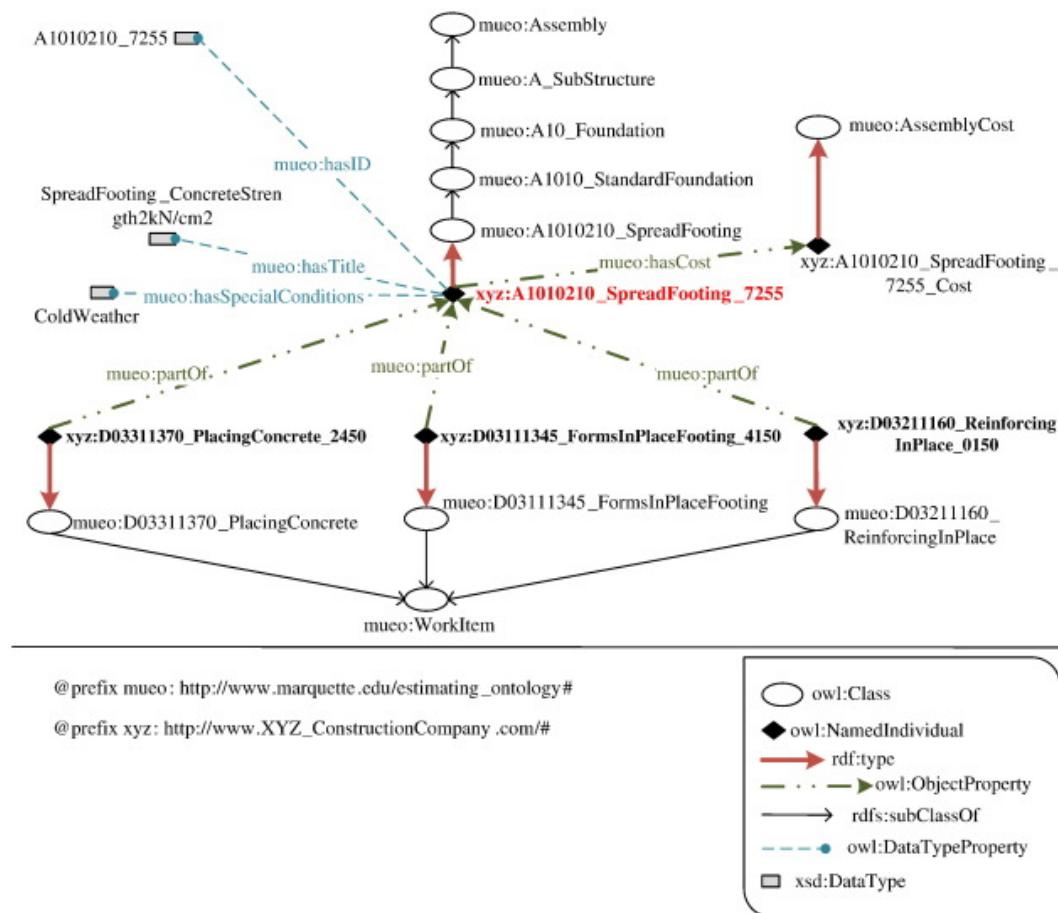 A1010210_7255
mueo:Assembly
mueo:A_SubStructure
mueo:A10_Foundation
mueo:AssemblyCost
mueo:hasID
mueo:A1010_StandardFoundation
SpreadFooting_ConcreteStren
gth2kN/cm2
mueo:A1010210_SpreadFooting
mueo:hasTitle
mueo:hasCost
xyz:A1010210_SpreadFooting_
7255_Cost
mueo:hasSpecialConditions
xyz:A1010210_SpreadFooting_7255
ColdWeather
mueo:partOf
mueo:partOf
mueo:partOf
xyz:D03311370_PlacingConcrete_2450
xyz:D03111345_FormsInPlaceFooting_4150
xyz:D03211160_Reinforcing
InPlace_0150
mueo:D03311370_PlacingConcrete
mueo:D03111345_FormsInPlaceFooting
mueo:D03211160_
ReinforcingInPlace
mueo:WorkItem
@prefix mueo: http://www.marquette.edu/estimating_ontology#
@prefix xyz: http://www.XYZ_ConstructionCompany.com/#
owl:Class
owl:NamedIndividual
rdf:type
owl:ObjectProperty
rdfs:subClassOf
owl:DataTypeProperty
xsd:DataType